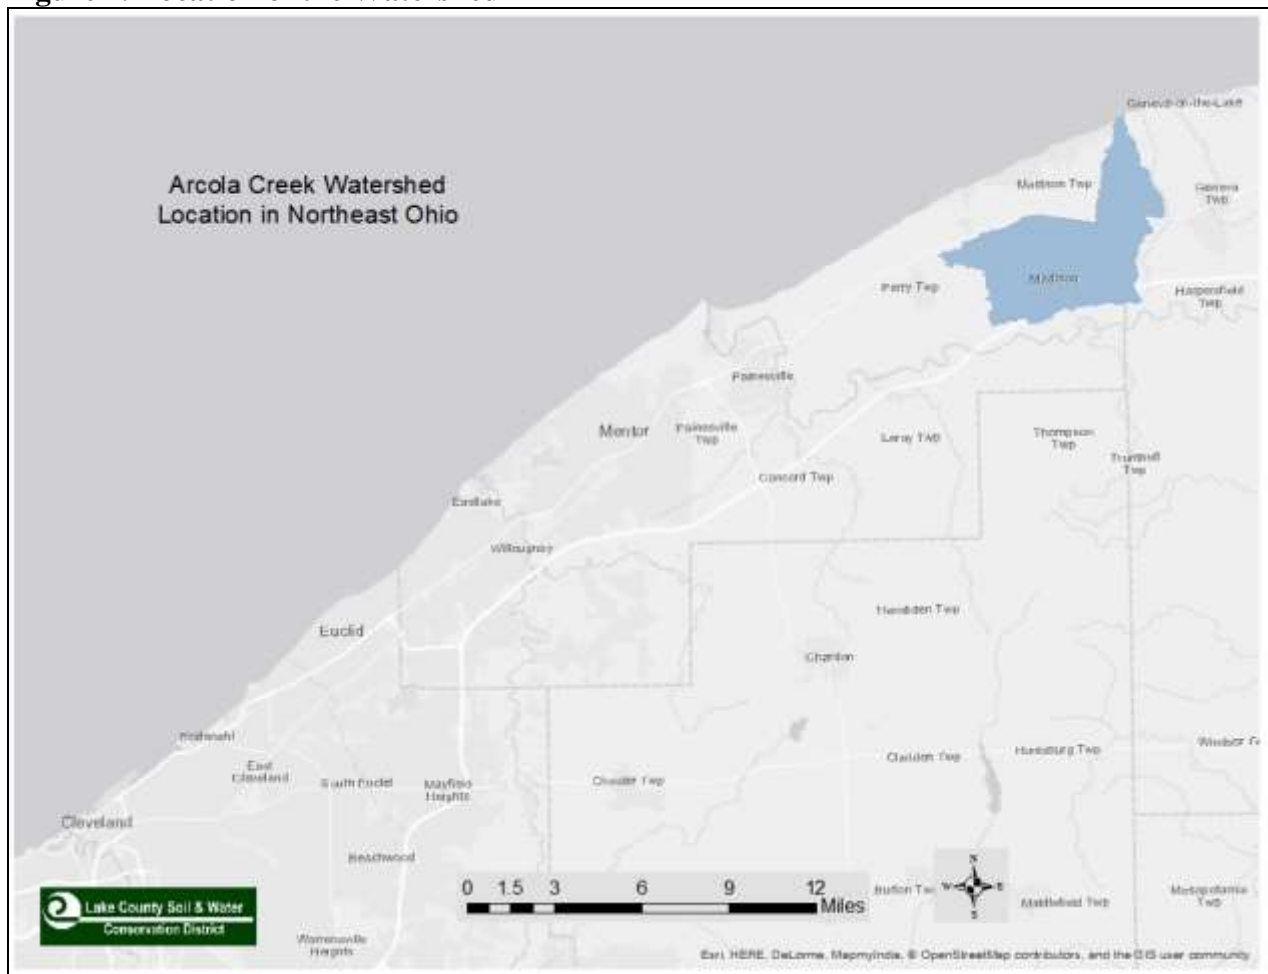 Arcola Creek Watershed
Location in Northeast Ohio
Geneva-on-the-Lake
Madison Twp
Geneva
Twp
Madison
Perry Twp
Harpersfield
Twp
Painesville
Mentor
Painesville
Twp
Leroy Twp
Thompson
Twp
Trumbull
Twp
Concord Twp
Eastlake
Willoughby
Hambden Twp
Euclid
Chardon
Bratenahl
East
Cleveland
South Euclid
Mayfield
Heights
Chester Twp
Claridon Twp
Huntsburg Twp
Windsor
Cleveland
Beachwood
0 1.5 3 6 9 12
Miles
Burton Tw
N
W E
S
Middlefield Twp
Mesopotamia
Twp
Lake County Soil & Water
Conservation District
Warrensville
Heights
Esri, HERE, DeLorme, MapmyIndia, © OpenStreetMap contributors, and the GIS user community